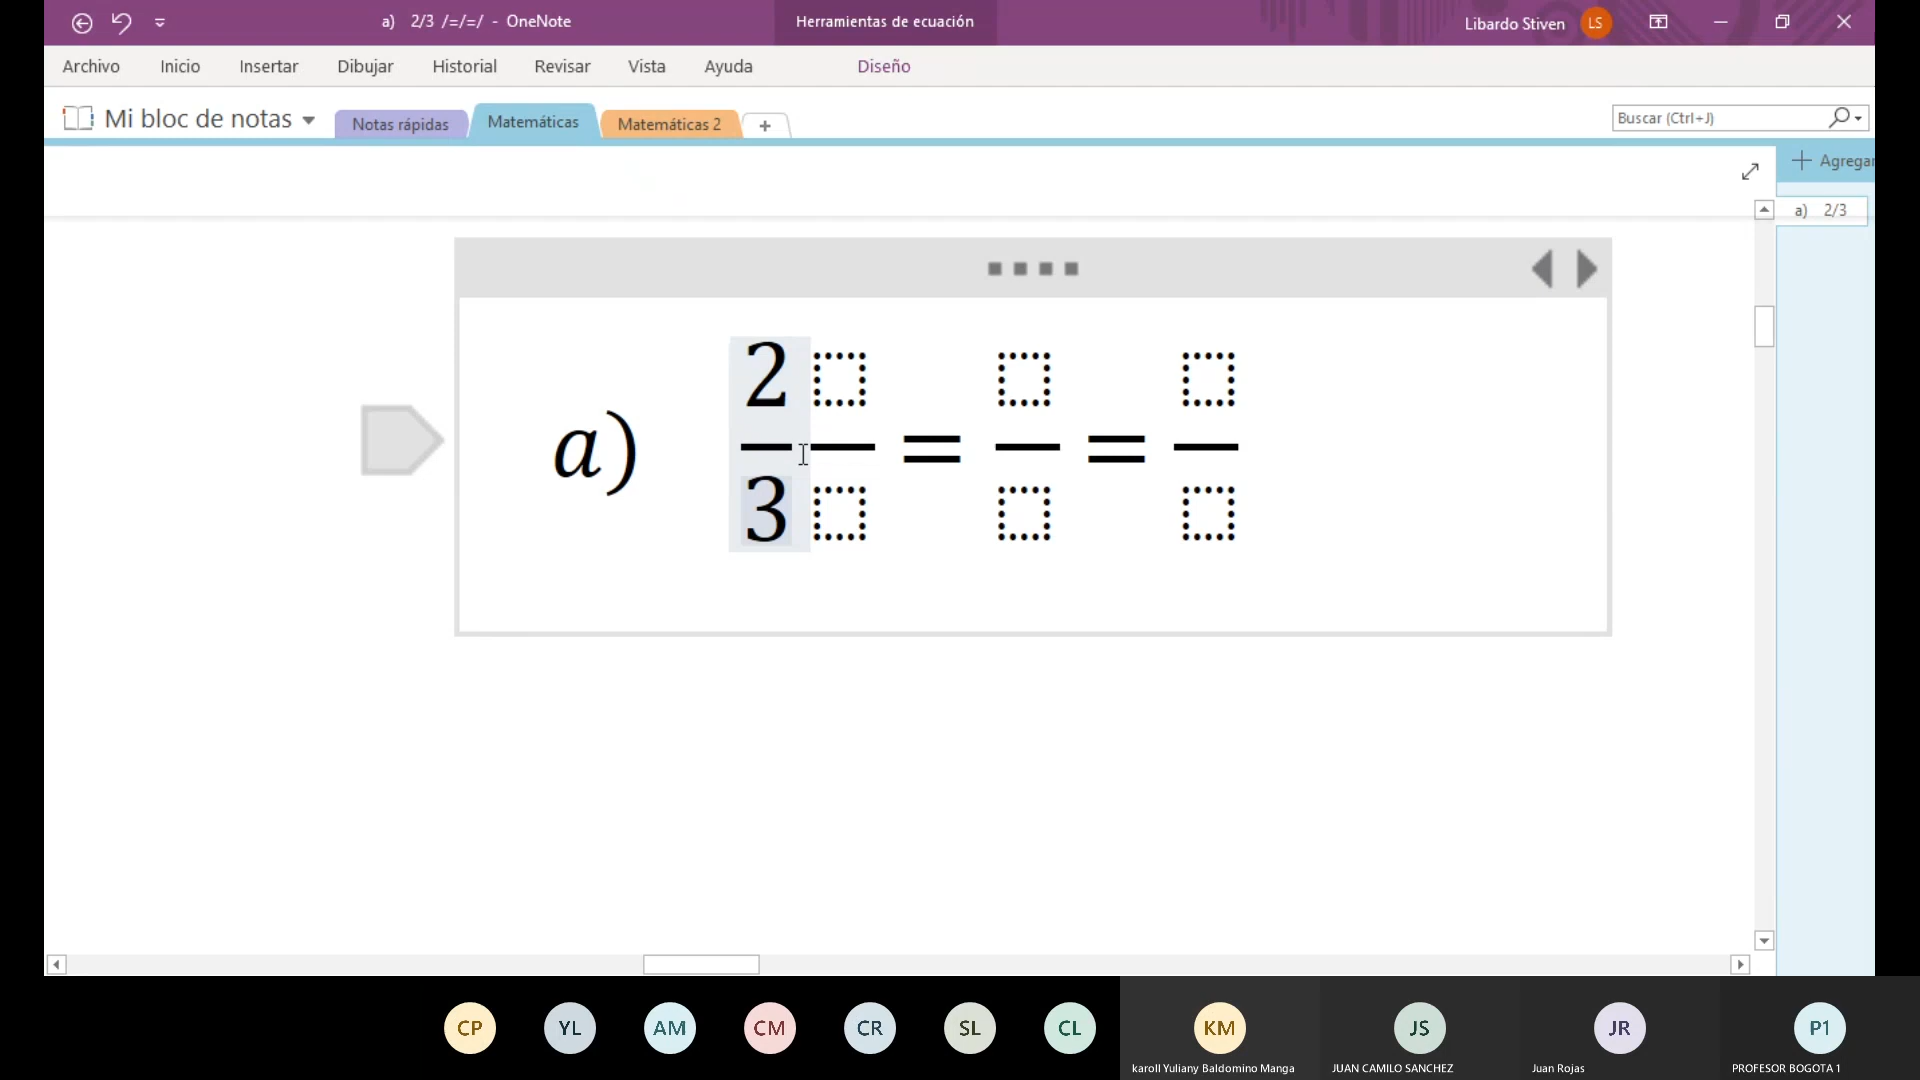 a) 2/3 /=/=/ - OneNote
Herramientas de ecuación
Libardo Stiven LS
Archivo Inicio Insertar Dibujar Historial Revisar Vista Ayuda Diseño
Mi bloc de notas Notas rápidas Matemáticas Matemáticas 2 +
Buscar (Ctrl+J)
Agregar
a) 2/3
2
a) = =
3
CP YL AM CM CR SL CL KM JS JR P1
karoll Yuliany Baldomino Manga JUAN CAMILO SANCHEZ Juan Rojas PROFESOR BOGOTA 1